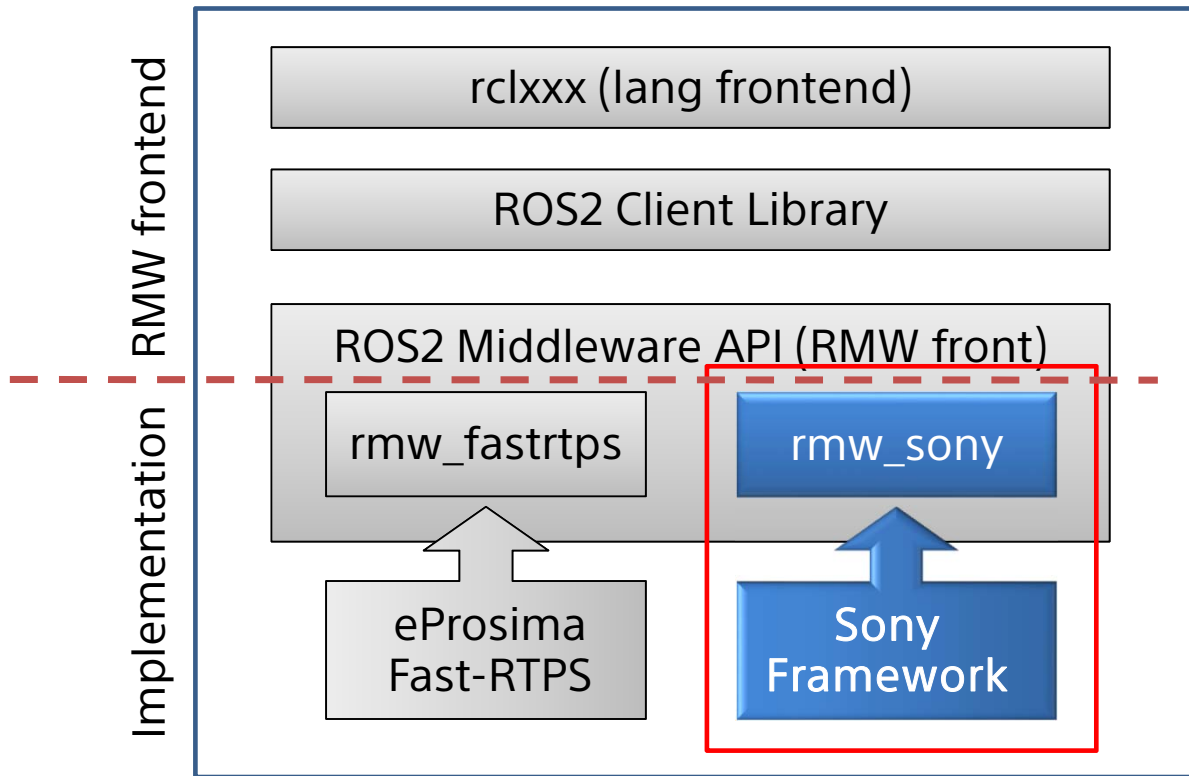 RMW frontend
rclxxx (lang frontend)
ROS2 Client Library
ROS2 Middleware API (RMW front)
Implementation
rmw_fastrtps
rmw_sony
eProsima
Fast-RTPS
Sony
Framework